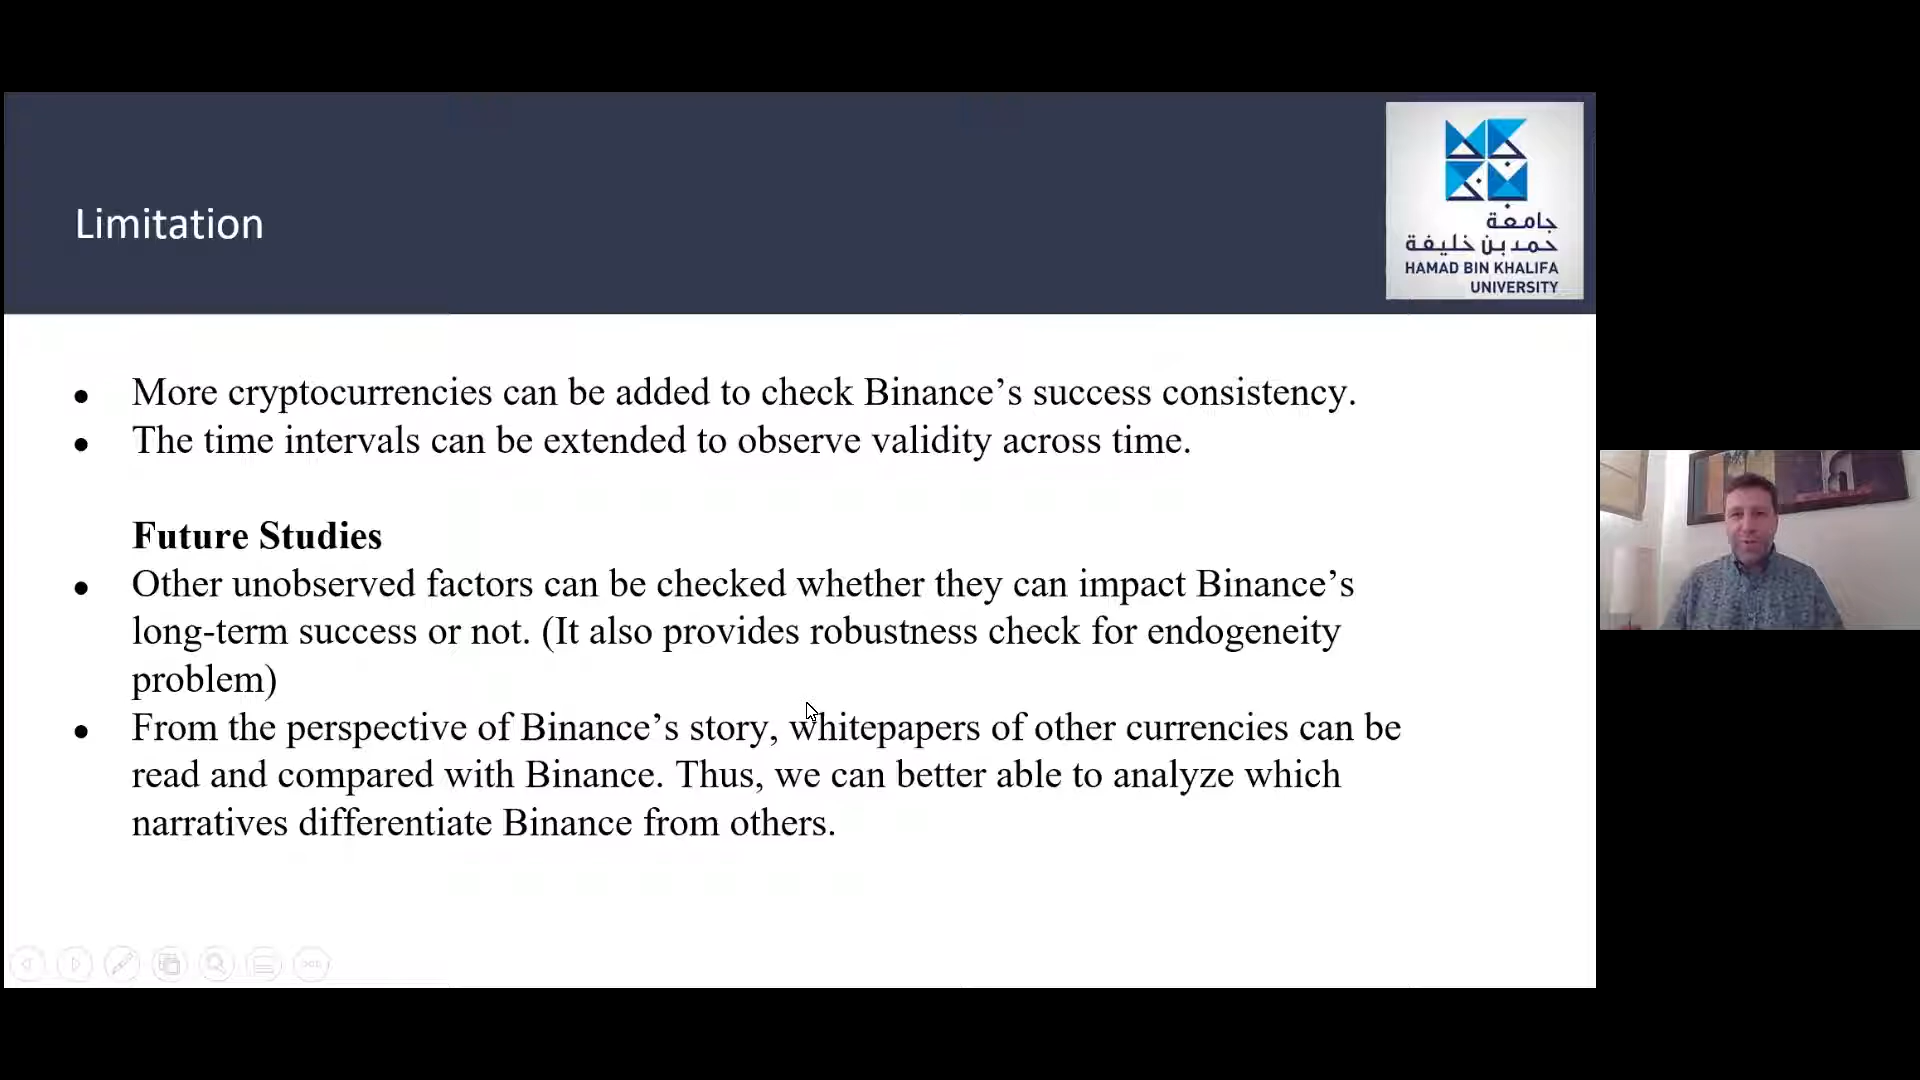 Limitation
جامعة
حمد بن خليفة
HAMAD BIN KHALIFA
UNIVERSITY
● More cryptocurrencies can be added to check Binance’s success consistency.
● The time intervals can be extended to observe validity across time.
Future Studies
● Other unobserved factors can be checked whether they can impact Binance’s
long-term success or not. (It also provides robustness check for endogeneity
problem)
● From the perspective of Binance’s story, whitepapers of other currencies can be
read and compared with Binance. Thus, we can better able to analyze which
narratives differentiate Binance from others.